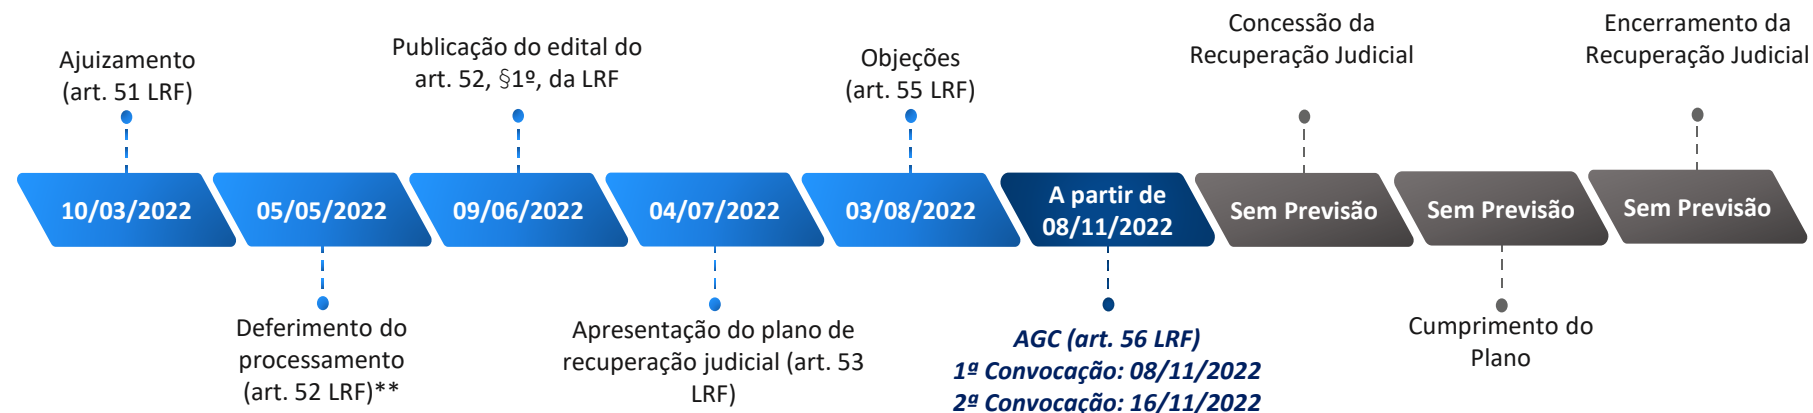 Ajuizamento
(art. 51 LRF)
Publicação do edital do
art. 52, §1º, da LRF
Objeções
(art. 55 LRF)
Concessão da
Recuperação Judicial
Encerramento da
Recuperação Judicial
10/03/2022
05/05/2022
09/06/2022
04/07/2022
03/08/2022
A partir de
08/11/2022
Sem Previsão
Sem Previsão
Sem Previsão
Deferimento do
processamento
(art. 52 LRF)**
Apresentação do plano de
recuperação judicial (art. 53
LRF)
AGC (art. 56 LRF)
1ª Convocação: 08/11/2022
2ª Convocação: 16/11/2022
Cumprimento do
Plano